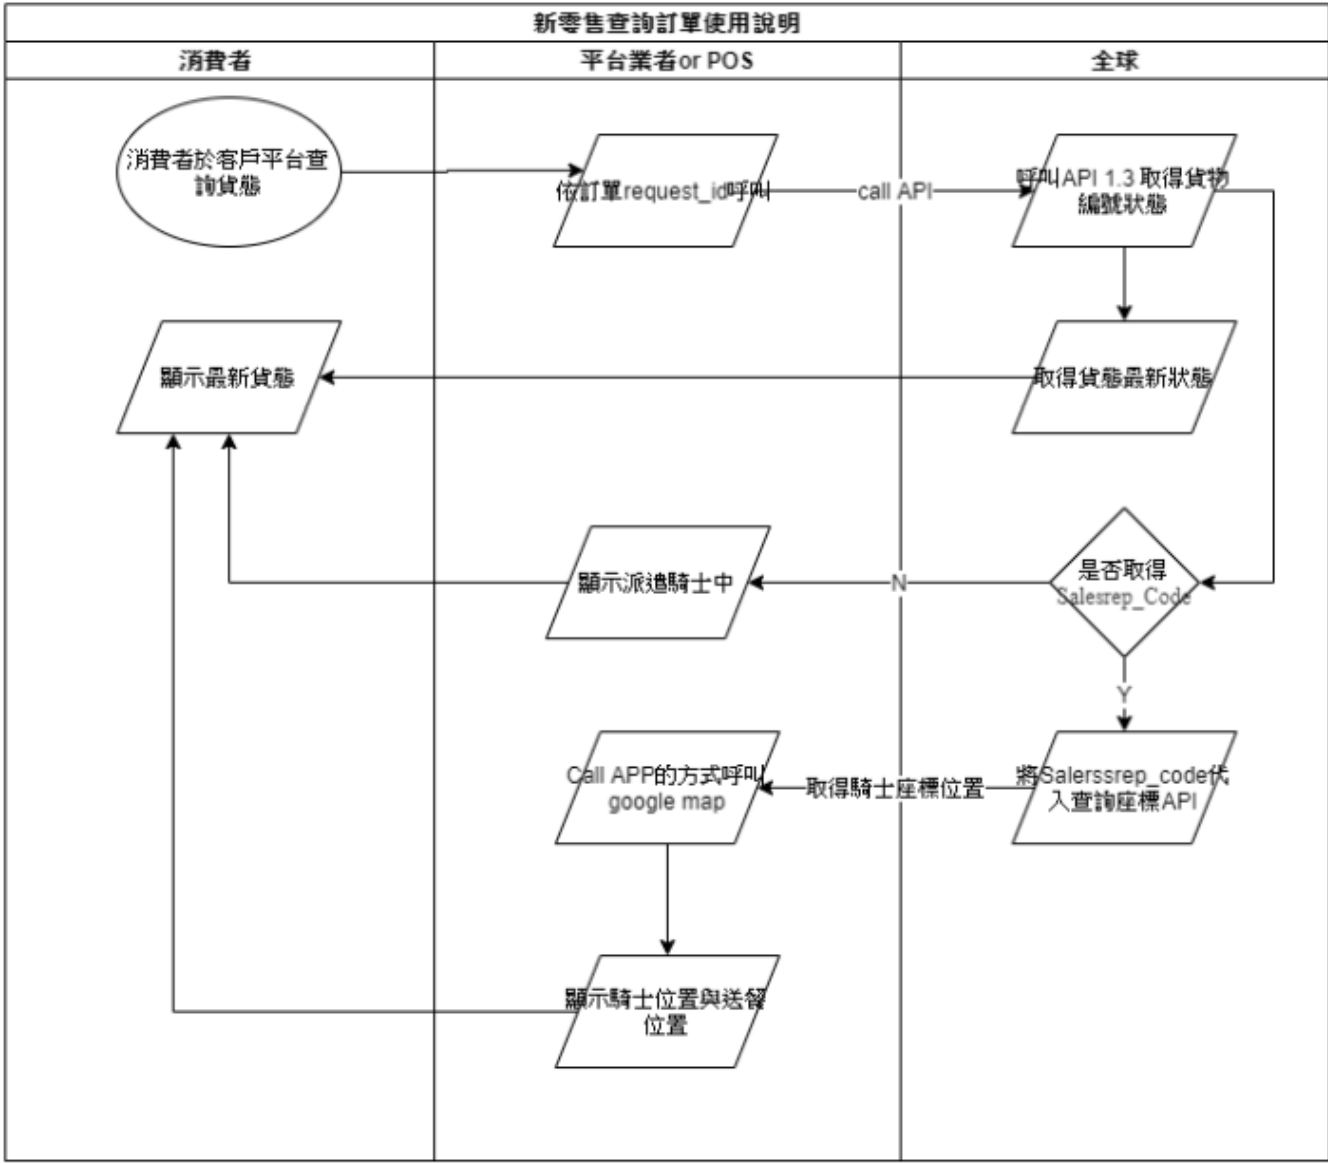 新零售查詢訂單使用說明
消費者
平台業者or POS
全球
消費者於客戶平台查
詢貨態
依訂單request_id呼叫
call API
呼叫API 1.3 取得貨物
編號狀態
顯示最新貨態
取得貨態最新狀態
顯示派遣騎士中
N
是否取得
Salesrep_Code
Y
Call APP的方式呼叫
google map
取得騎士座標位置
將Salerssrep_code代
入查詢座標API
顯示騎士位置與送餐
位置